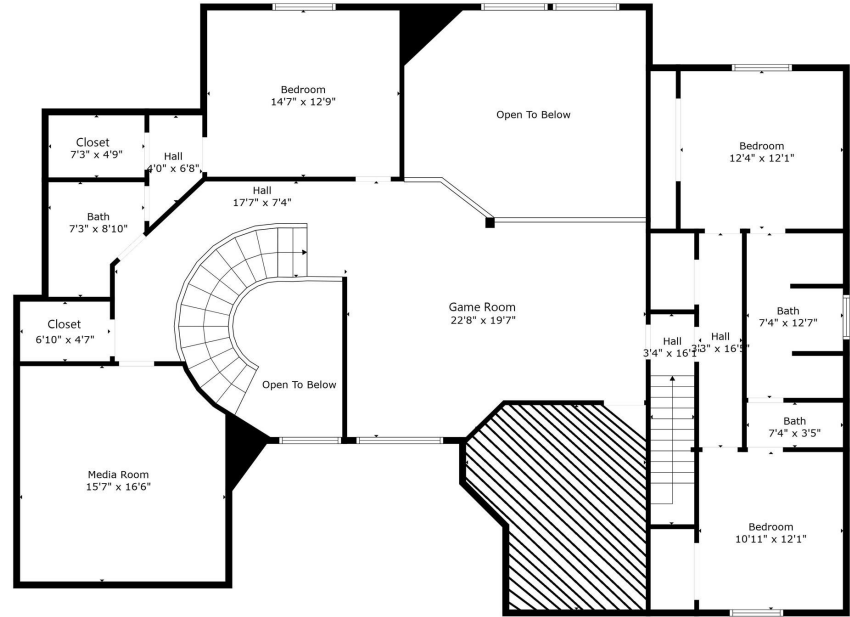 Bedroom
14'7" x 12'9"
Open To Below
Closet
7'3" x 4'9"
Hall
4'0" x 6'8"
Bedroom
12'4" x 12'1"
Hall
17'7" x 7'4"
Bath
7'3" x 8'10"
Game Room
22'8" x 19'7"
Bath
7'4" x 12'7"
Closet
6'10" x 4'7"
Hall
3'4" x 16'1"
Hall
3'3" x 16'5"
Open To Below
Bath
7'4" x 3'5"
Media Room
15'7" x 16'6"
Bedroom
10'11" x 12'1"